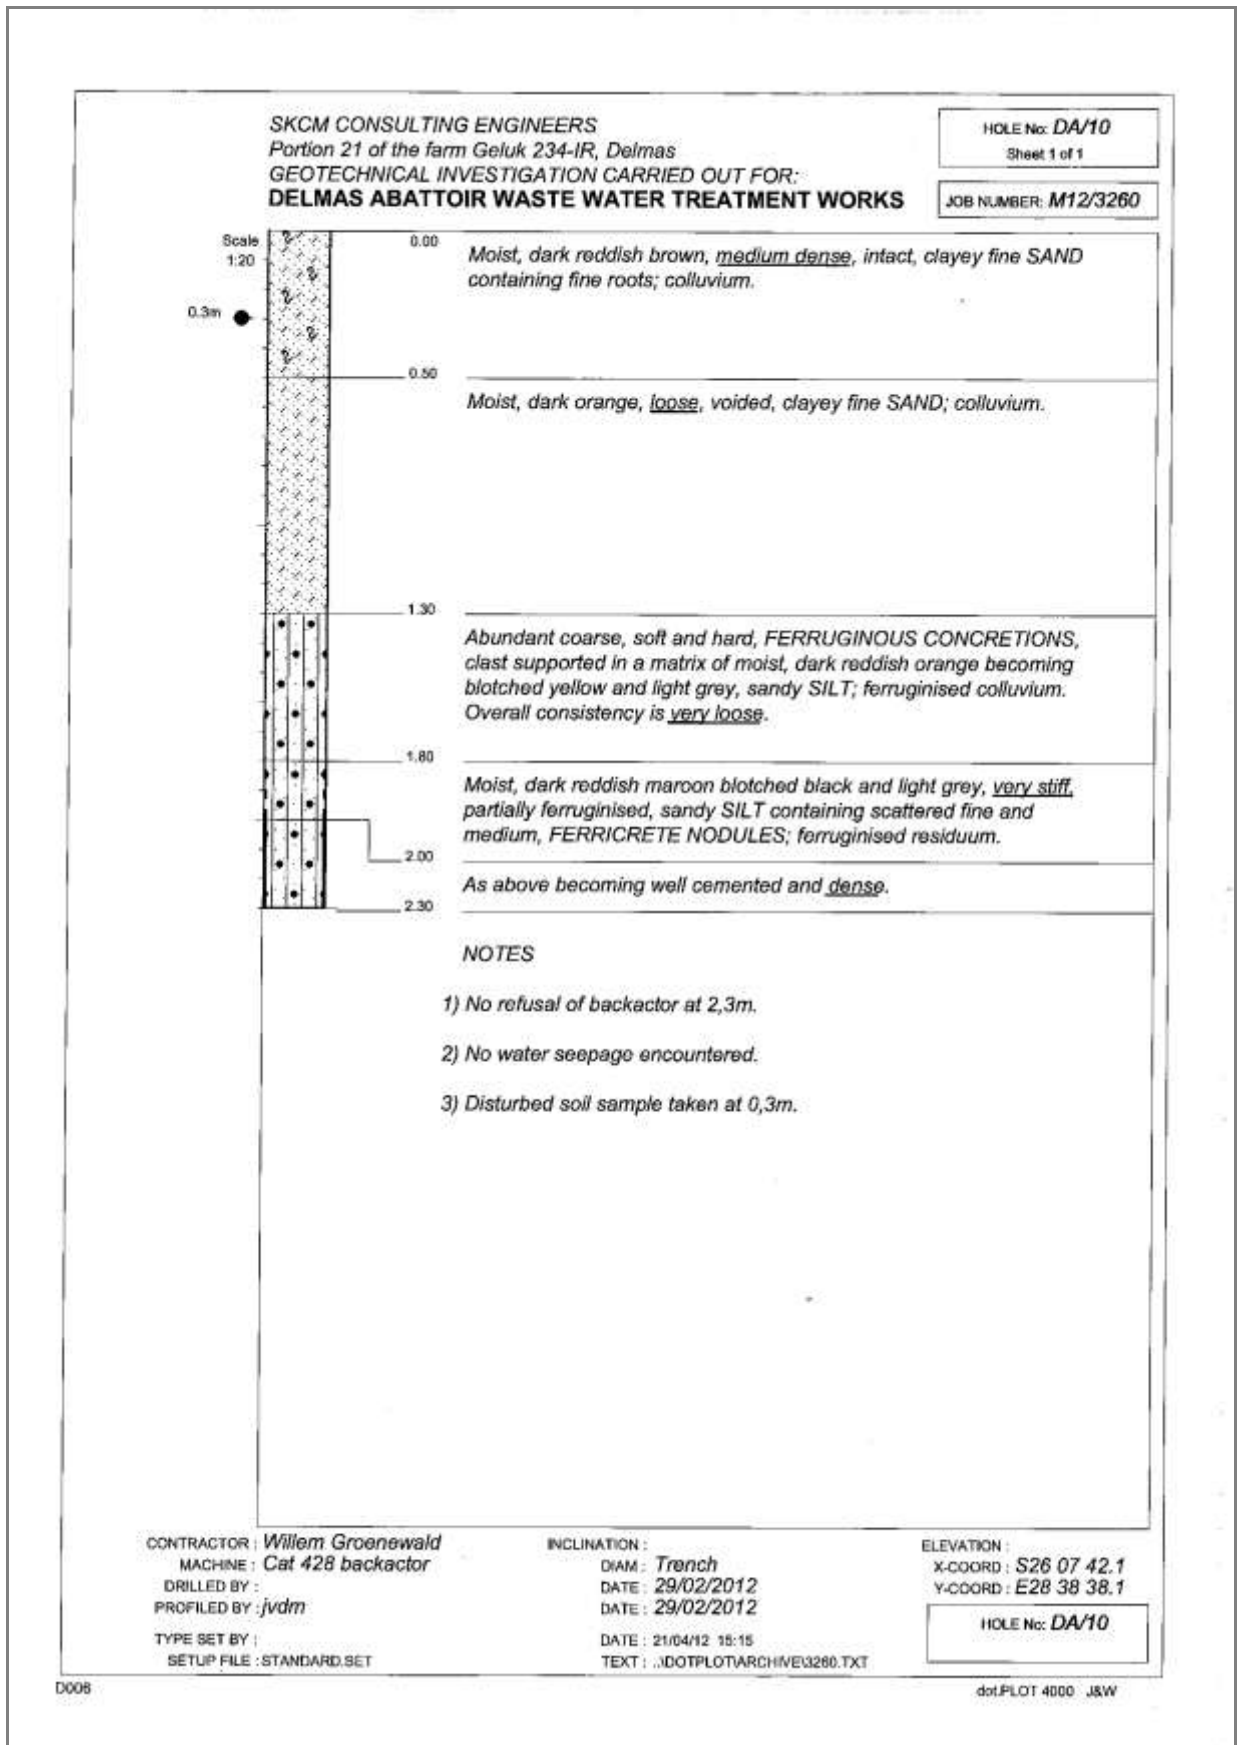 SKCM CONSULTING ENGINEERS
Portion 21 of the farm Geluk 234-IR, Delmas
GEOTECHNICAL INVESTIGATION CARRIED OUT FOR:
DELMAS ABATTOIR WASTE WATER TREATMENT WORKS
HOLE No: DA/10
Sheet 1 of 1
JOB NUMBER: M12/3260
Scale
1:20
0.3m
0.00
Moist, dark reddish brown, medium dense, intact, clayey fine SAND
containing fine roots; colluvium.
0.50
Moist, dark orange, loose, voided, clayey fine SAND; colluvium.
1.30
Abundant coarse, soft and hard, FERRUGINOUS CONCRETIONS,
clast supported in a matrix of moist, dark reddish orange becoming
blotched yellow and light grey, sandy SILT; ferruginised colluvium.
Overall consistency is very loose.
1.80
Moist, dark reddish maroon blotched black and light grey, very stiff,
partially ferruginised, sandy SILT containing scattered fine and
medium, FERRICRETE NODULES; ferruginised residuum.
2.00
As above becoming well cemented and dense.
2.30
NOTES
1) No refusal of backactor at 2,3m.
2) No water seepage encountered.
3) Disturbed soil sample taken at 0,3m.
CONTRACTOR : Willem Groenewald
MACHINE : Cat 428 backactor
DRILLED BY :
PROFILED BY : jvdm
TYPE SET BY :
SETUP FILE : STANDARD.SET
INCLINATION :
DIAM : Trench
DATE : 29/02/2012
DATE : 29/02/2012
DATE : 21/04/12 15:15
TEXT : ..\DOTPLOT\ARCHIVE\3260.TXT
ELEVATION :
X-COORD : S26 07 42.1
Y-COORD : E28 38 38.1
HOLE No: DA/10
D006
dot.PLOT 4000 J&W